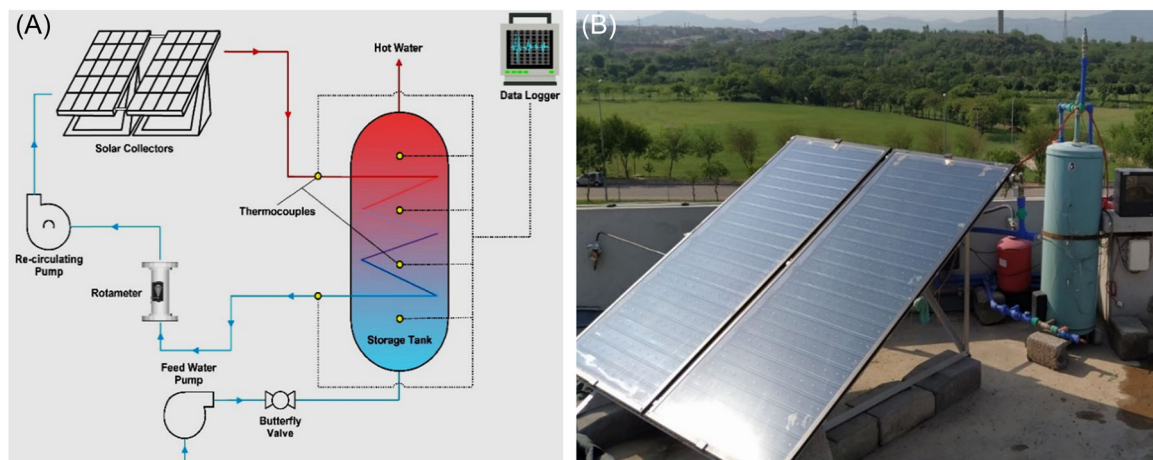 (A)
Hot Water
Data Logger
Solar Collectors
Thermocouples
Re-circulating
Pump
Rotameter
Storage Tank
Feed Water
Pump
Butterfly
Valve
(B)